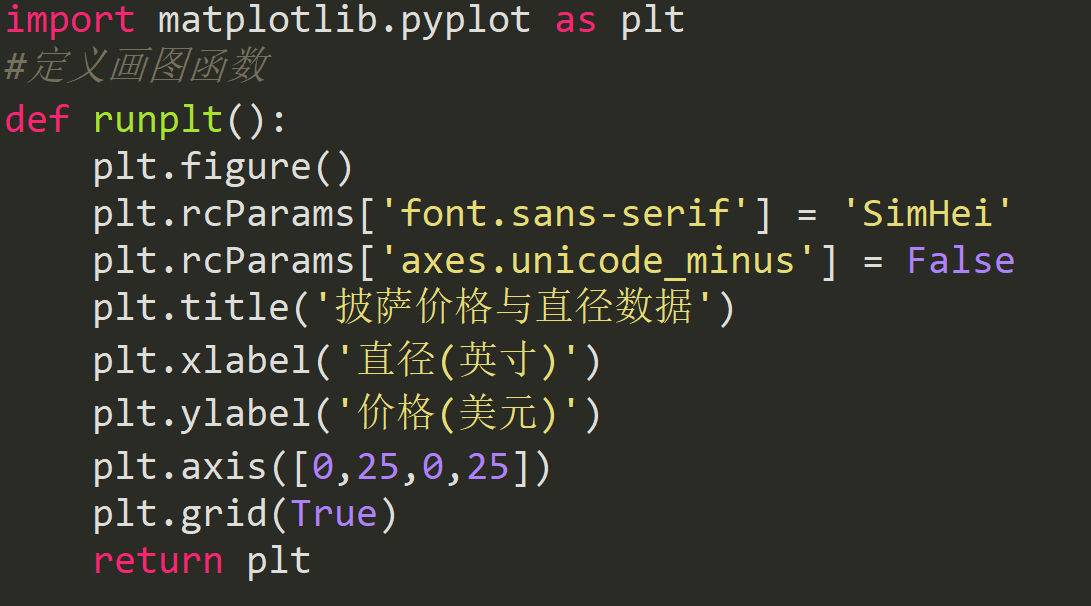 import matplotlib.pyplot as plt
#定义画图函数
def runplt():
    plt.figure()
    plt.rcParams['font.sans-serif'] = 'SimHei'
    plt.rcParams['axes.unicode_minus'] = False
    plt.title('披萨价格与直径数据')
    plt.xlabel('直径(英寸)')
    plt.ylabel('价格(美元)')
    plt.axis([0,25,0,25])
    plt.grid(True)
    return plt